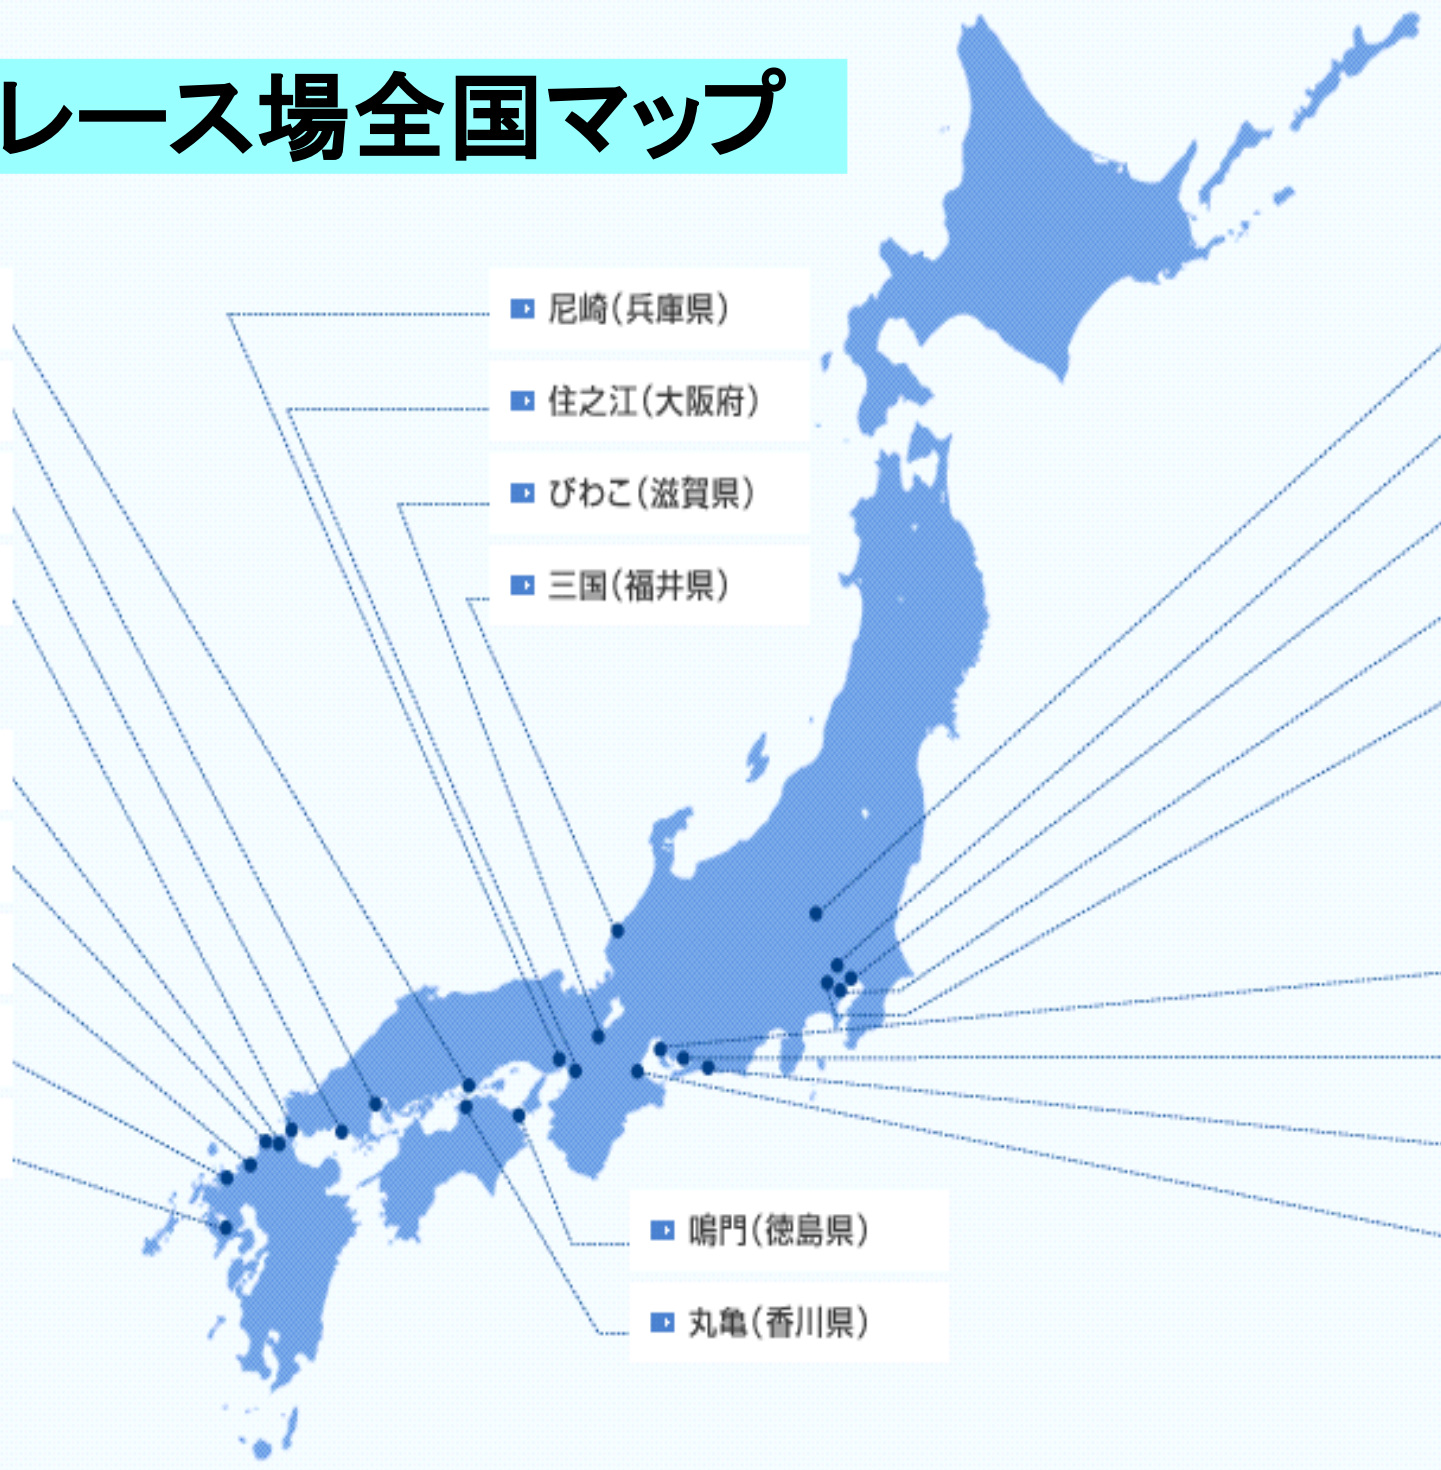 レース場全国マップ
尼崎(兵庫県)
住之江(大阪府)
びわこ(滋賀県)
三国(福井県)
鳴門(徳島県)
丸亀(香川県)